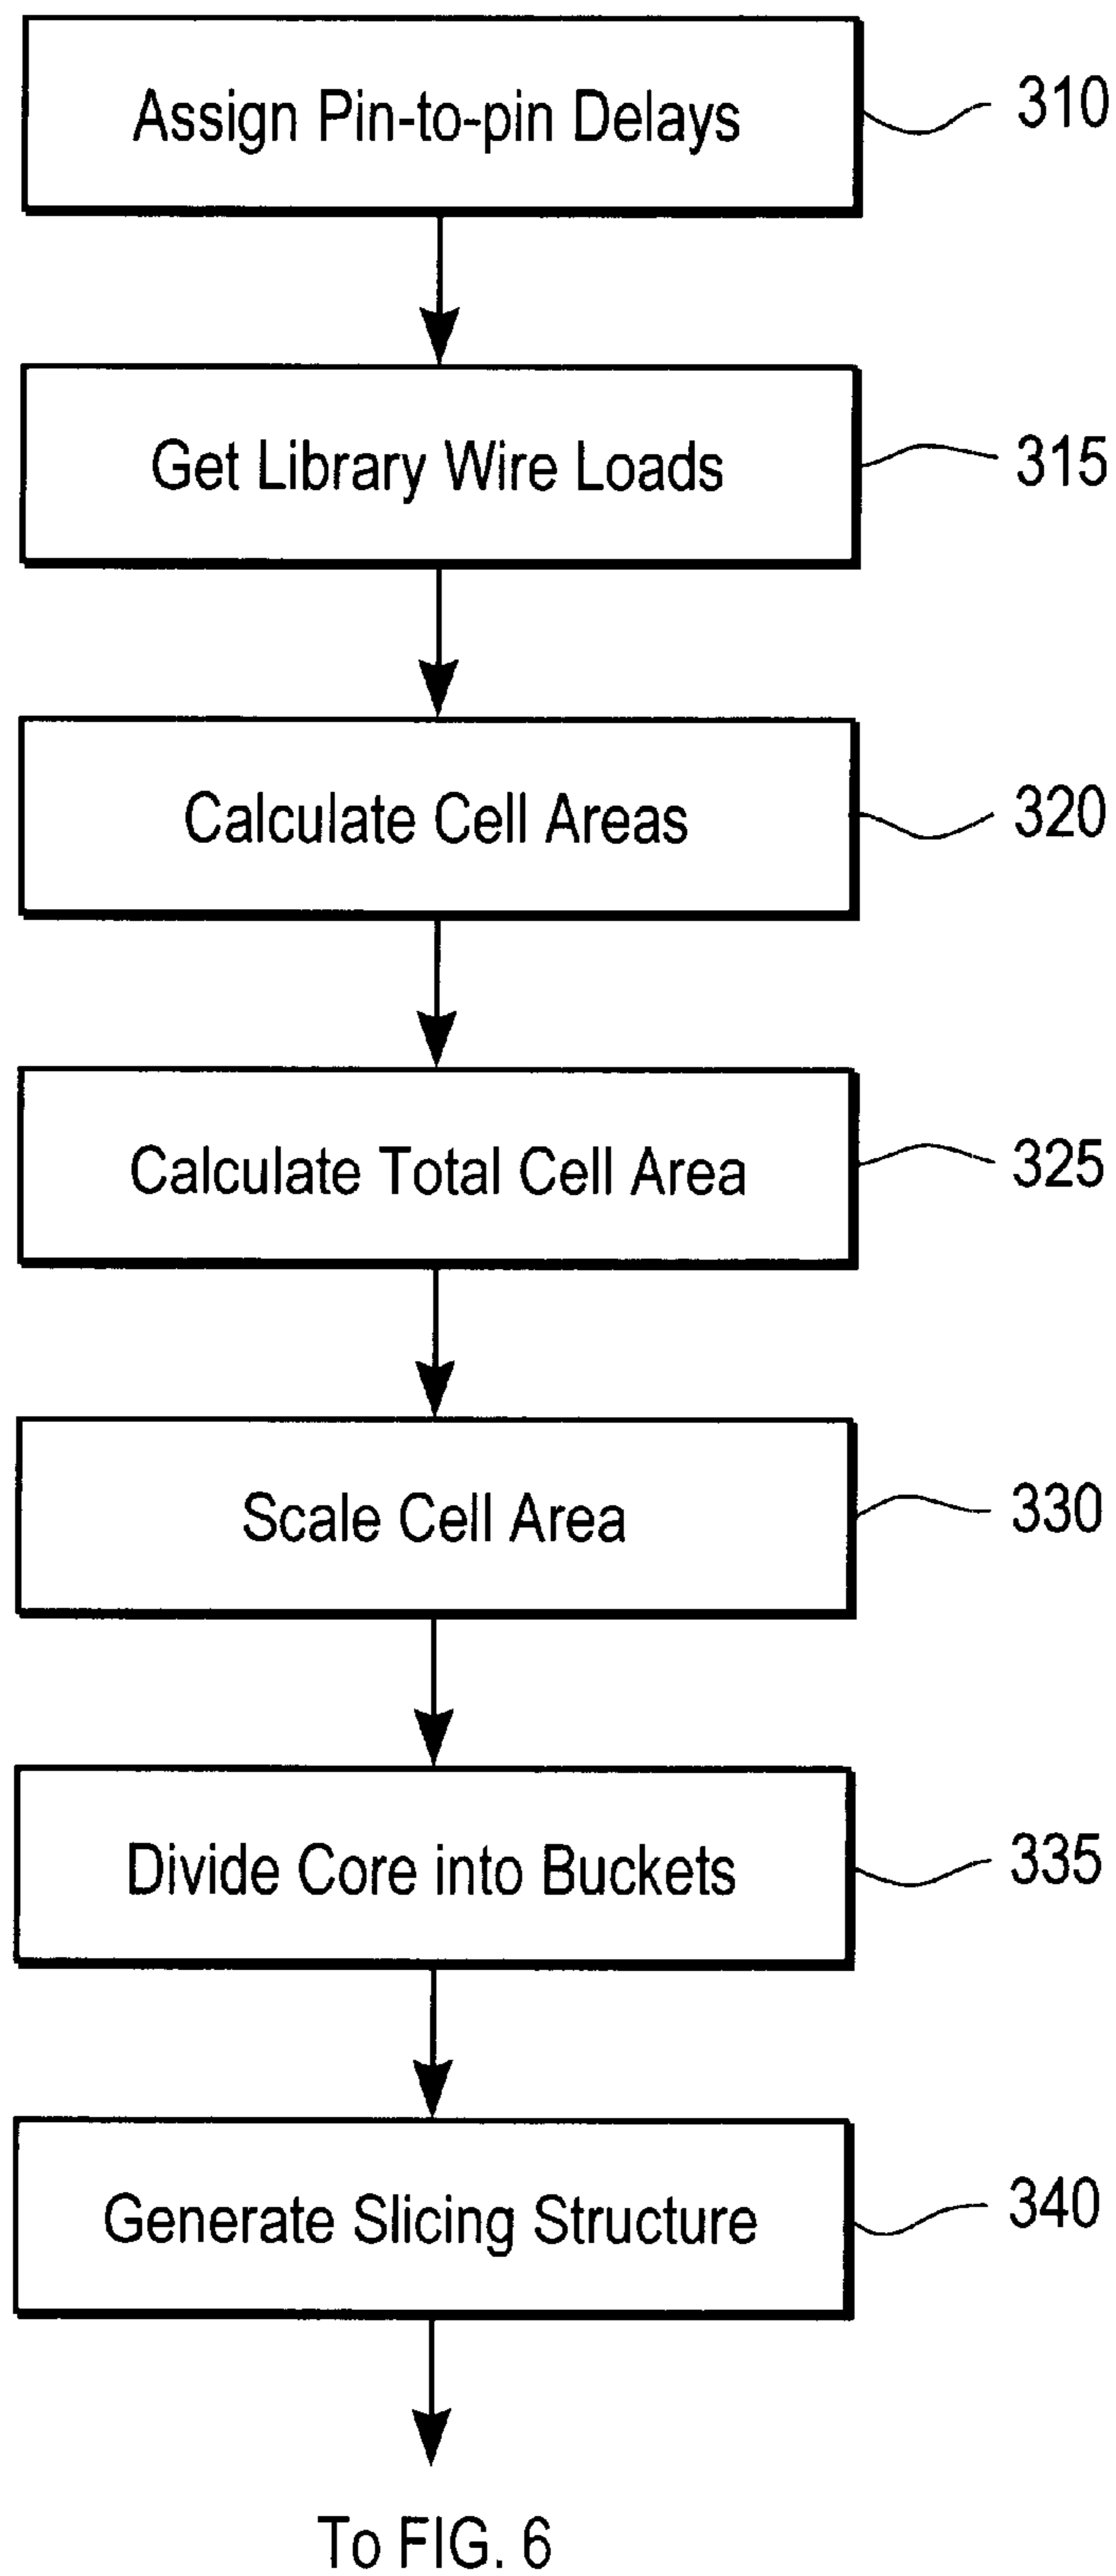 Assign Pin-to-pin Delays 310
Get Library Wire Loads 315
Calculate Cell Areas 320
Calculate Total Cell Area 325
Scale Cell Area 330
Divide Core into Buckets 335
Generate Slicing Structure 340
To FIG. 6